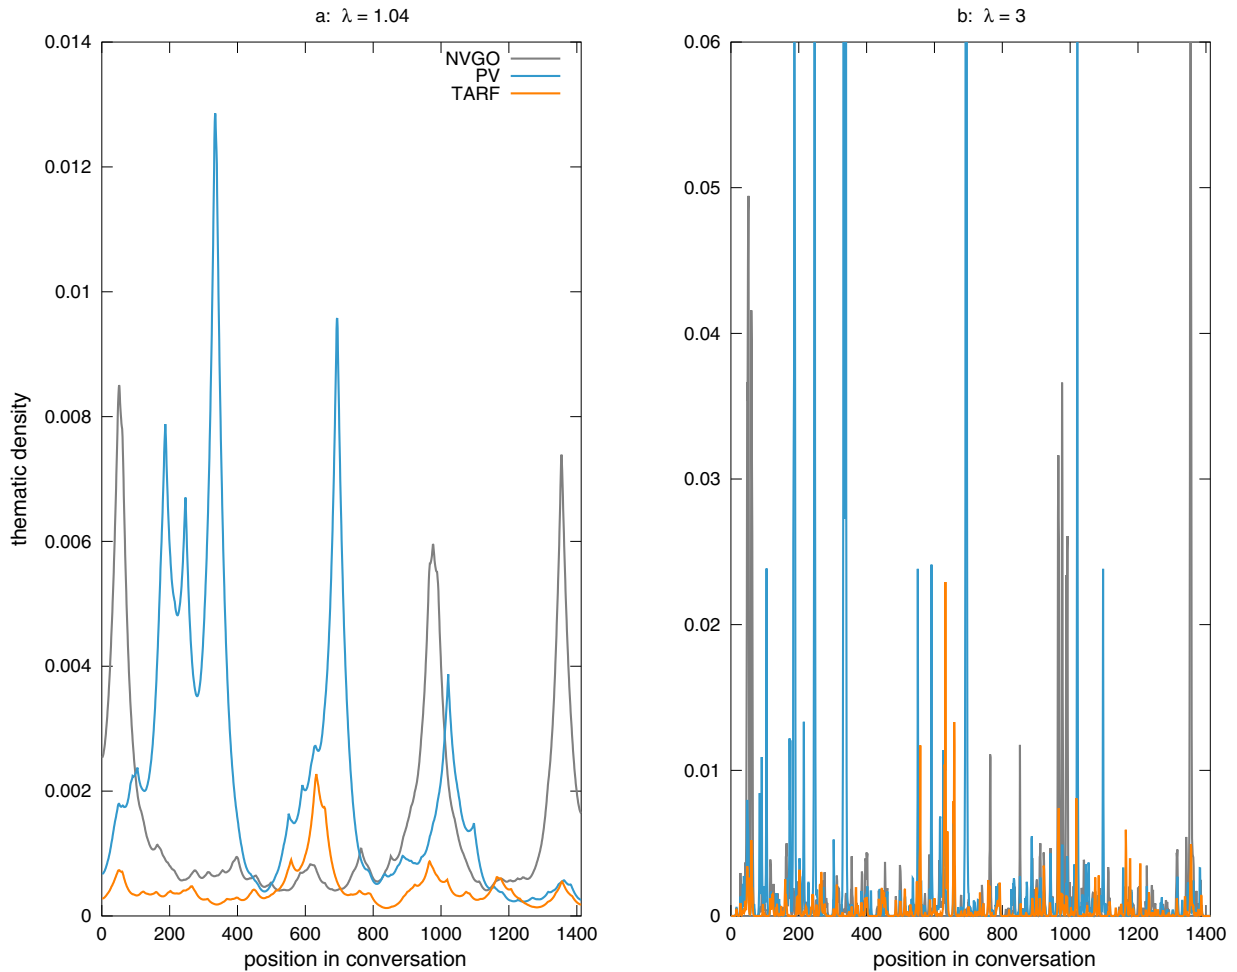 a: λ = 1.04
NVGO
PV
TARF
0.014
0.012
0.01
0.008
0.006
0.004
0.002
0
thematic density
0 200 400 600 800 1000 1200 1400
position in conversation
b: λ = 3
0.06
0.05
0.04
0.03
0.02
0.01
0
0 200 400 600 800 1000 1200 1400
position in conversation